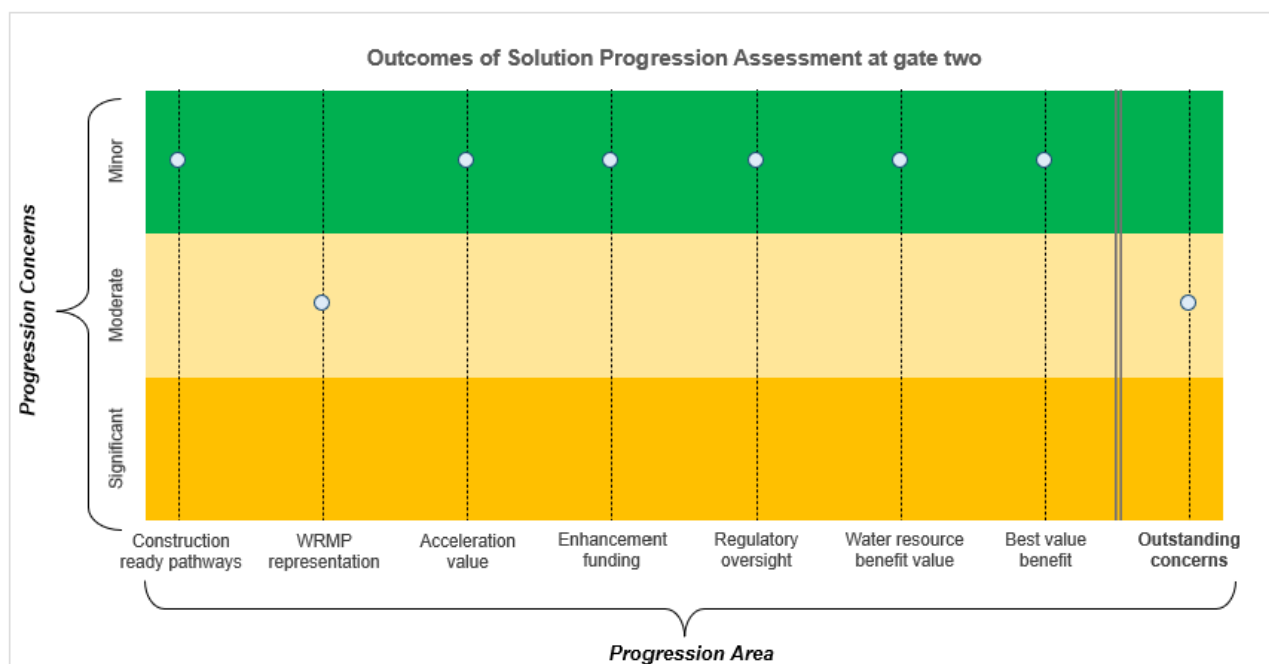 Outcomes of Solution Progression Assessment at gate two
Progression Concerns
Minor
Moderate
Significant
Construction
ready pathways
WRMP
representation
Acceleration
value
Enhancement
funding
Regulatory
oversight
Water resource
benefit value
Best value
benefit
Outstanding
concerns
Progression Area